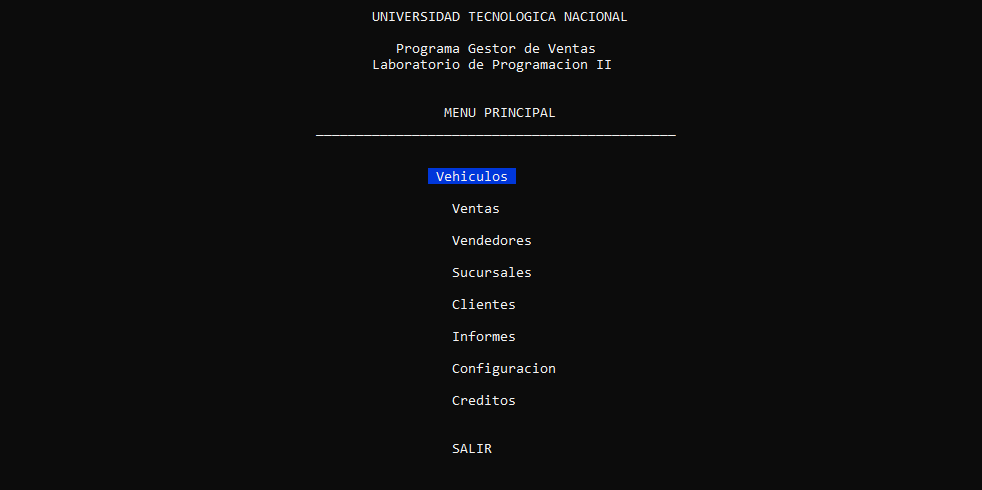 UNIVERSIDAD TECNOLOGICA NACIONAL
Programa Gestor de Ventas
Laboratorio de Programacion II
MENU PRINCIPAL
Vehiculos
Ventas
Vendedores
Sucursales
Clientes
Informes
Configuracion
Creditos
SALIR